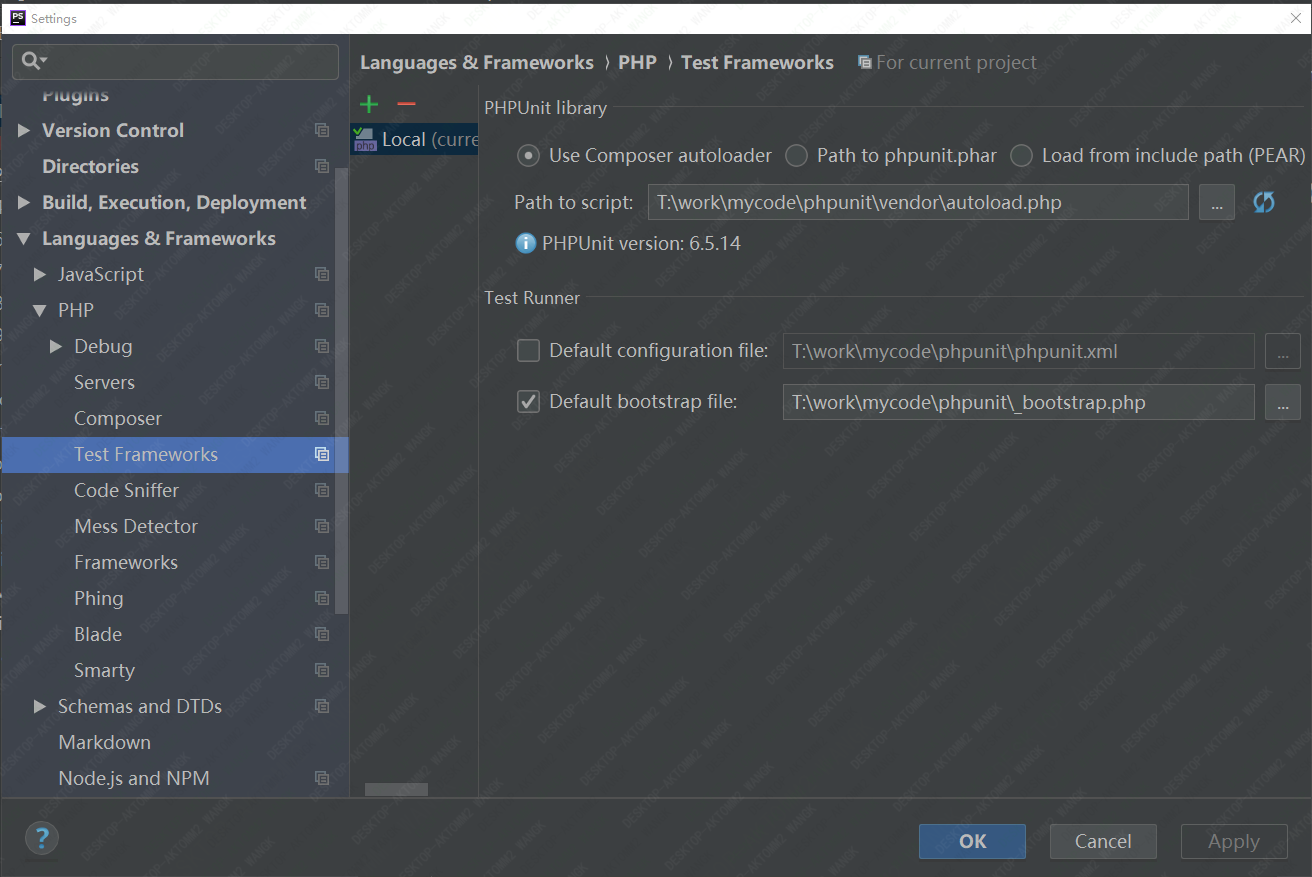 PS Settings
Plugins
Version Control
Directories
Build, Execution, Deployment
Languages & Frameworks
JavaScript
PHP
Debug
Servers
Composer
Test Frameworks
Code Sniffer
Mess Detector
Frameworks
Phing
Blade
Smarty
Schemas and DTDs
Markdown
Node.js and NPM
Languages & Frameworks › PHP › Test Frameworks For current project
php Local (curre
PHPUnit library
Use Composer autoloader Path to phpunit.phar Load from include path (PEAR)
Path to script: T:\work\mycode\phpunit\vendor\autoload.php ...
PHPUnit version: 6.5.14
Test Runner
Default configuration file: T:\work\mycode\phpunit\phpunit.xml ...
Default bootstrap file: T:\work\mycode\phpunit\_bootstrap.php ...
? OK Cancel Apply